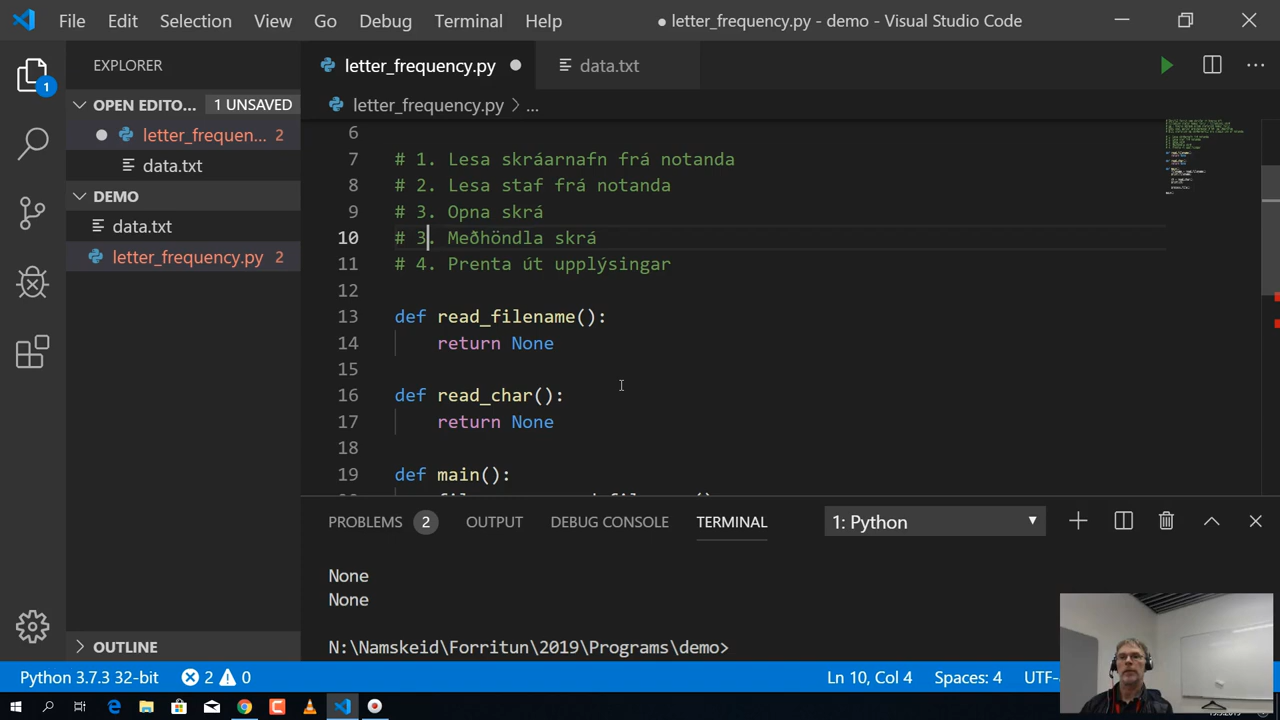 File Edit Selection View Go Debug Terminal Help ● letter_frequency.py - demo - Visual Studio Code
EXPLORER
OPEN EDITO... 1 UNSAVED
letter_frequen... 2
data.txt
DEMO
data.txt
letter_frequency.py 2
OUTLINE
1
letter_frequency.py ● data.txt
letter_frequency.py > ...
6
7 # 1. Lesa skráarnafn frá notanda
8 # 2. Lesa staf frá notanda
9 # 3. Opna skrá
10 # 3. Meðhöndla skrá
11 # 4. Prenta út upplýsingar
12
13 def read_filename():
14 return None
15
16 def read_char():
17 return None
18
19 def main():
PROBLEMS 2 OUTPUT DEBUG CONSOLE TERMINAL 1: Python
None
None
N:\Namskeid\Forritun\2019\Programs\demo>
Python 3.7.3 32-bit 2 0 Ln 10, Col 4 Spaces: 4 UTF-